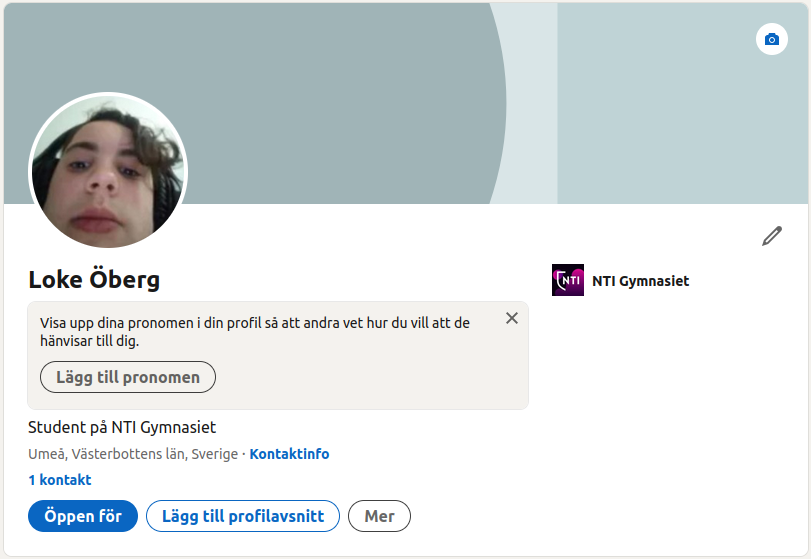 Loke Öberg
NTI
NTI Gymnasiet
Visa upp dina pronomen i din profil så att andra vet hur du vill att de
hänvisar till dig.
Lägg till pronomen
Student på NTI Gymnasiet
Umeå, Västerbottens län, Sverige · Kontaktinfo
1 kontakt
Öppen för
Lägg till profilavsnitt
Mer